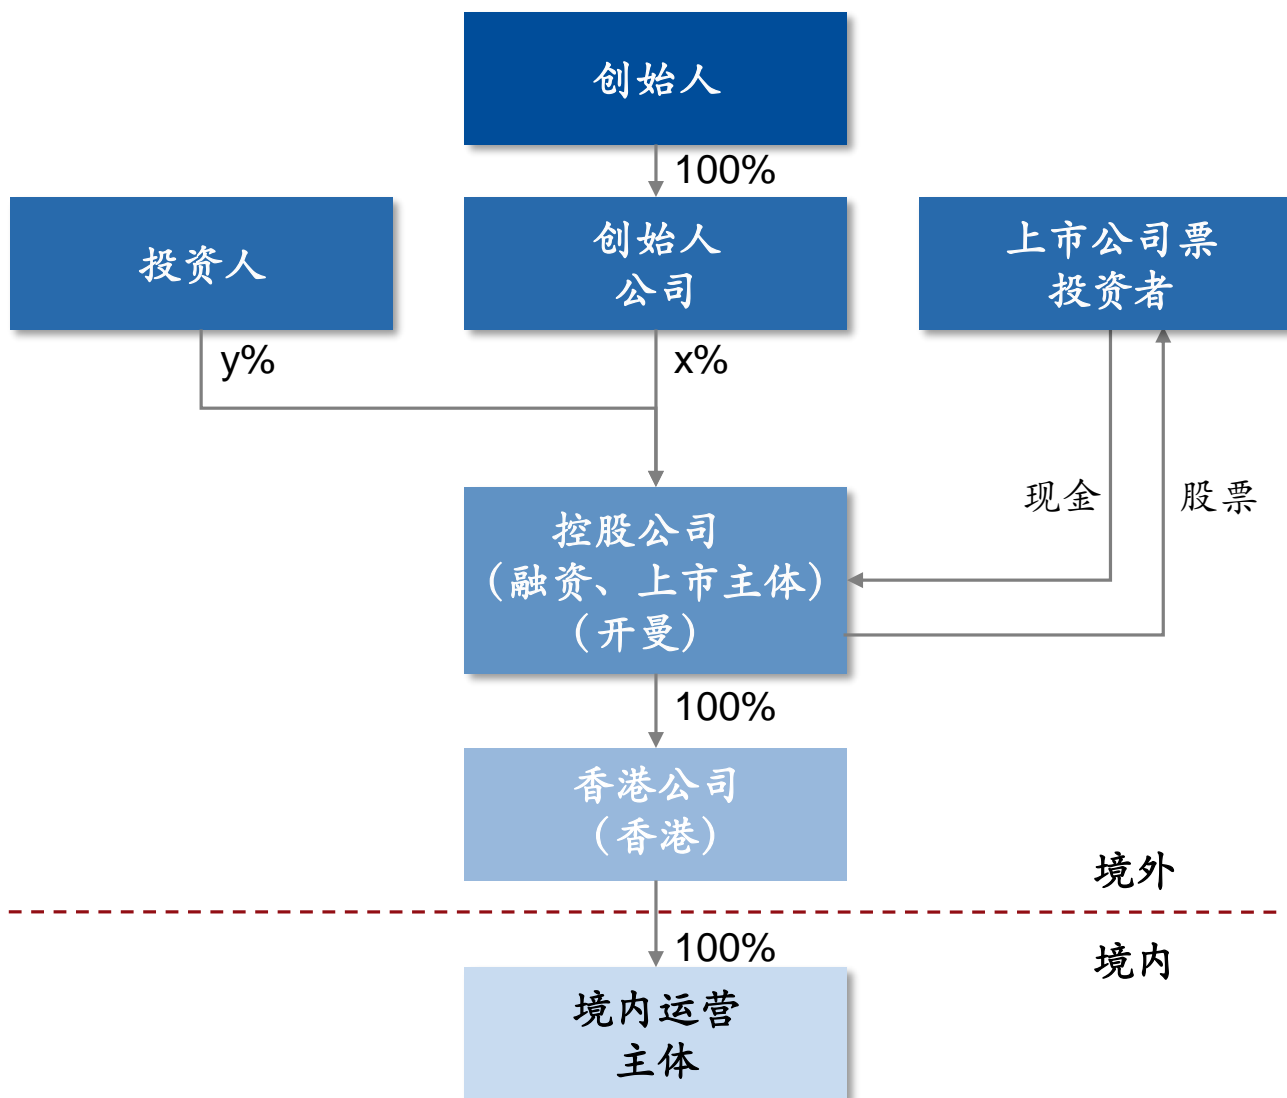 创始人
100%
投资人
创始人
公司
上市公司票
投资者
y%
x%
现金
股票
控股公司
（融资、上市主体）
（开曼）
100%
香港公司
（香港）
境外
100%
境内
境内运营
主体